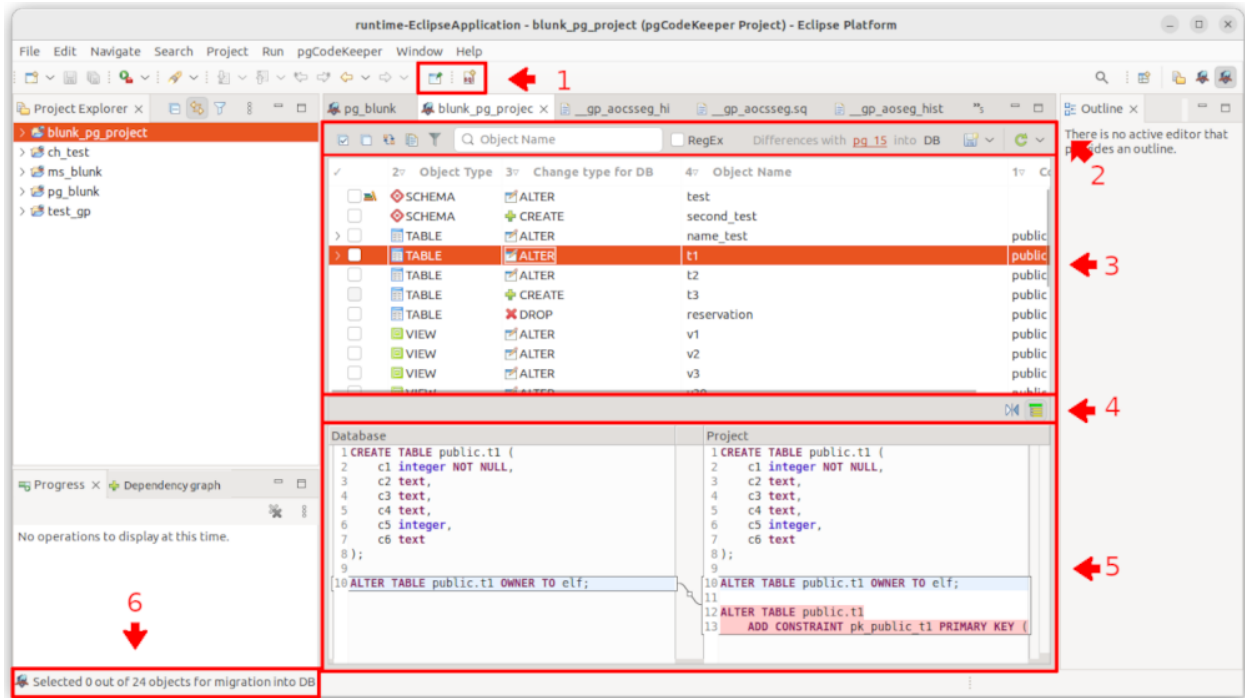 runtime-EclipseApplication - blunk_pg_project (pgCodeKeeper Project) - Eclipse Platform
File Edit Navigate Search Project Run pgCodeKeeper Window Help
1
Project Explorer
blunk_pg_project
ch_test
ms_blunk
pg_blunk
test_gp
Progress
Dependency graph
No operations to display at this time.
6
Selected 0 out of 24 objects for migration into DB
pg_blunk blunk_pg_projec __gp_aocsseg_hi __gp_aocsseg.sq __gp_aoseg_hist
Object Name RegEx Differences with pg_15 into DB
2
2 Object Type 3 Change type for DB 4 Object Name 1 Co
SCHEMA ALTER test
SCHEMA CREATE second_test
TABLE ALTER name_test public
TABLE ALTER t1 public
TABLE ALTER t2 public
TABLE CREATE t3 public
TABLE DROP reservation public
VIEW ALTER v1 public
VIEW ALTER v2 public
VIEW ALTER v3 public
3
4
Database
1 CREATE TABLE public.t1 (
2 c1 integer NOT NULL,
3 c2 text,
4 c3 text,
5 c4 text,
6 c5 integer,
7 c6 text
8 );
9
10 ALTER TABLE public.t1 OWNER TO elf;
Project
1 CREATE TABLE public.t1 (
2 c1 integer NOT NULL,
3 c2 text,
4 c3 text,
5 c4 text,
6 c5 integer,
7 c6 text
8 );
9
10 ALTER TABLE public.t1 OWNER TO elf;
11
12 ALTER TABLE public.t1
13 ADD CONSTRAINT pk_public_t1 PRIMARY KEY (
5
Outline
There is no active editor that
provides an outline.